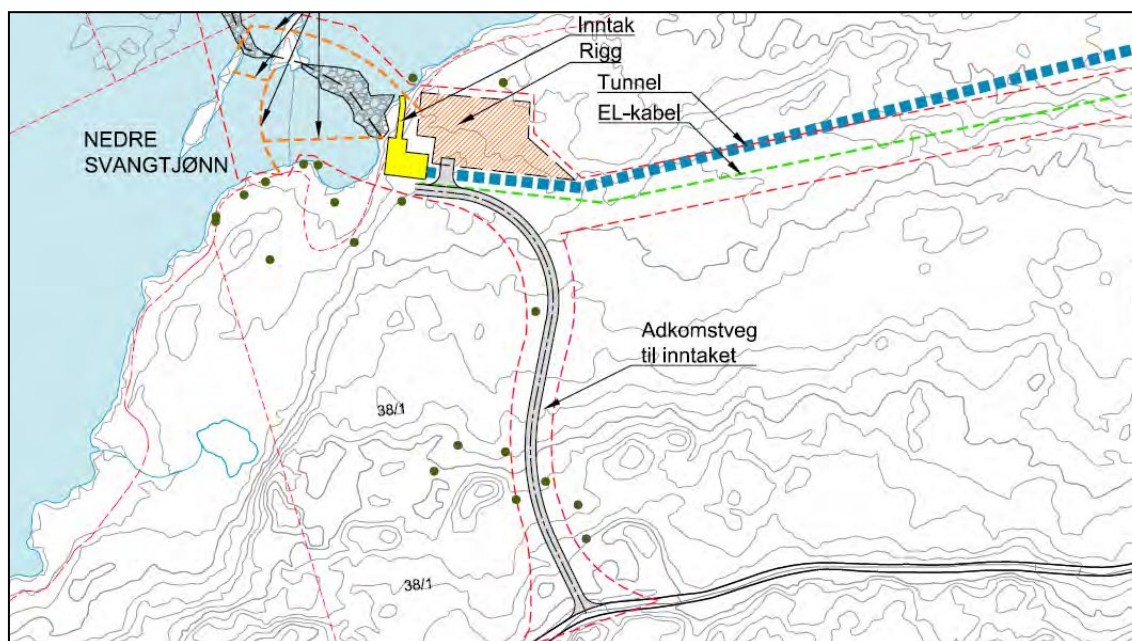 Inntak
Rigg
Tunnel
EL-kabel
NEDRE
SVANGTJØNN
Adkomstveg
til inntaket
38/1
38/1